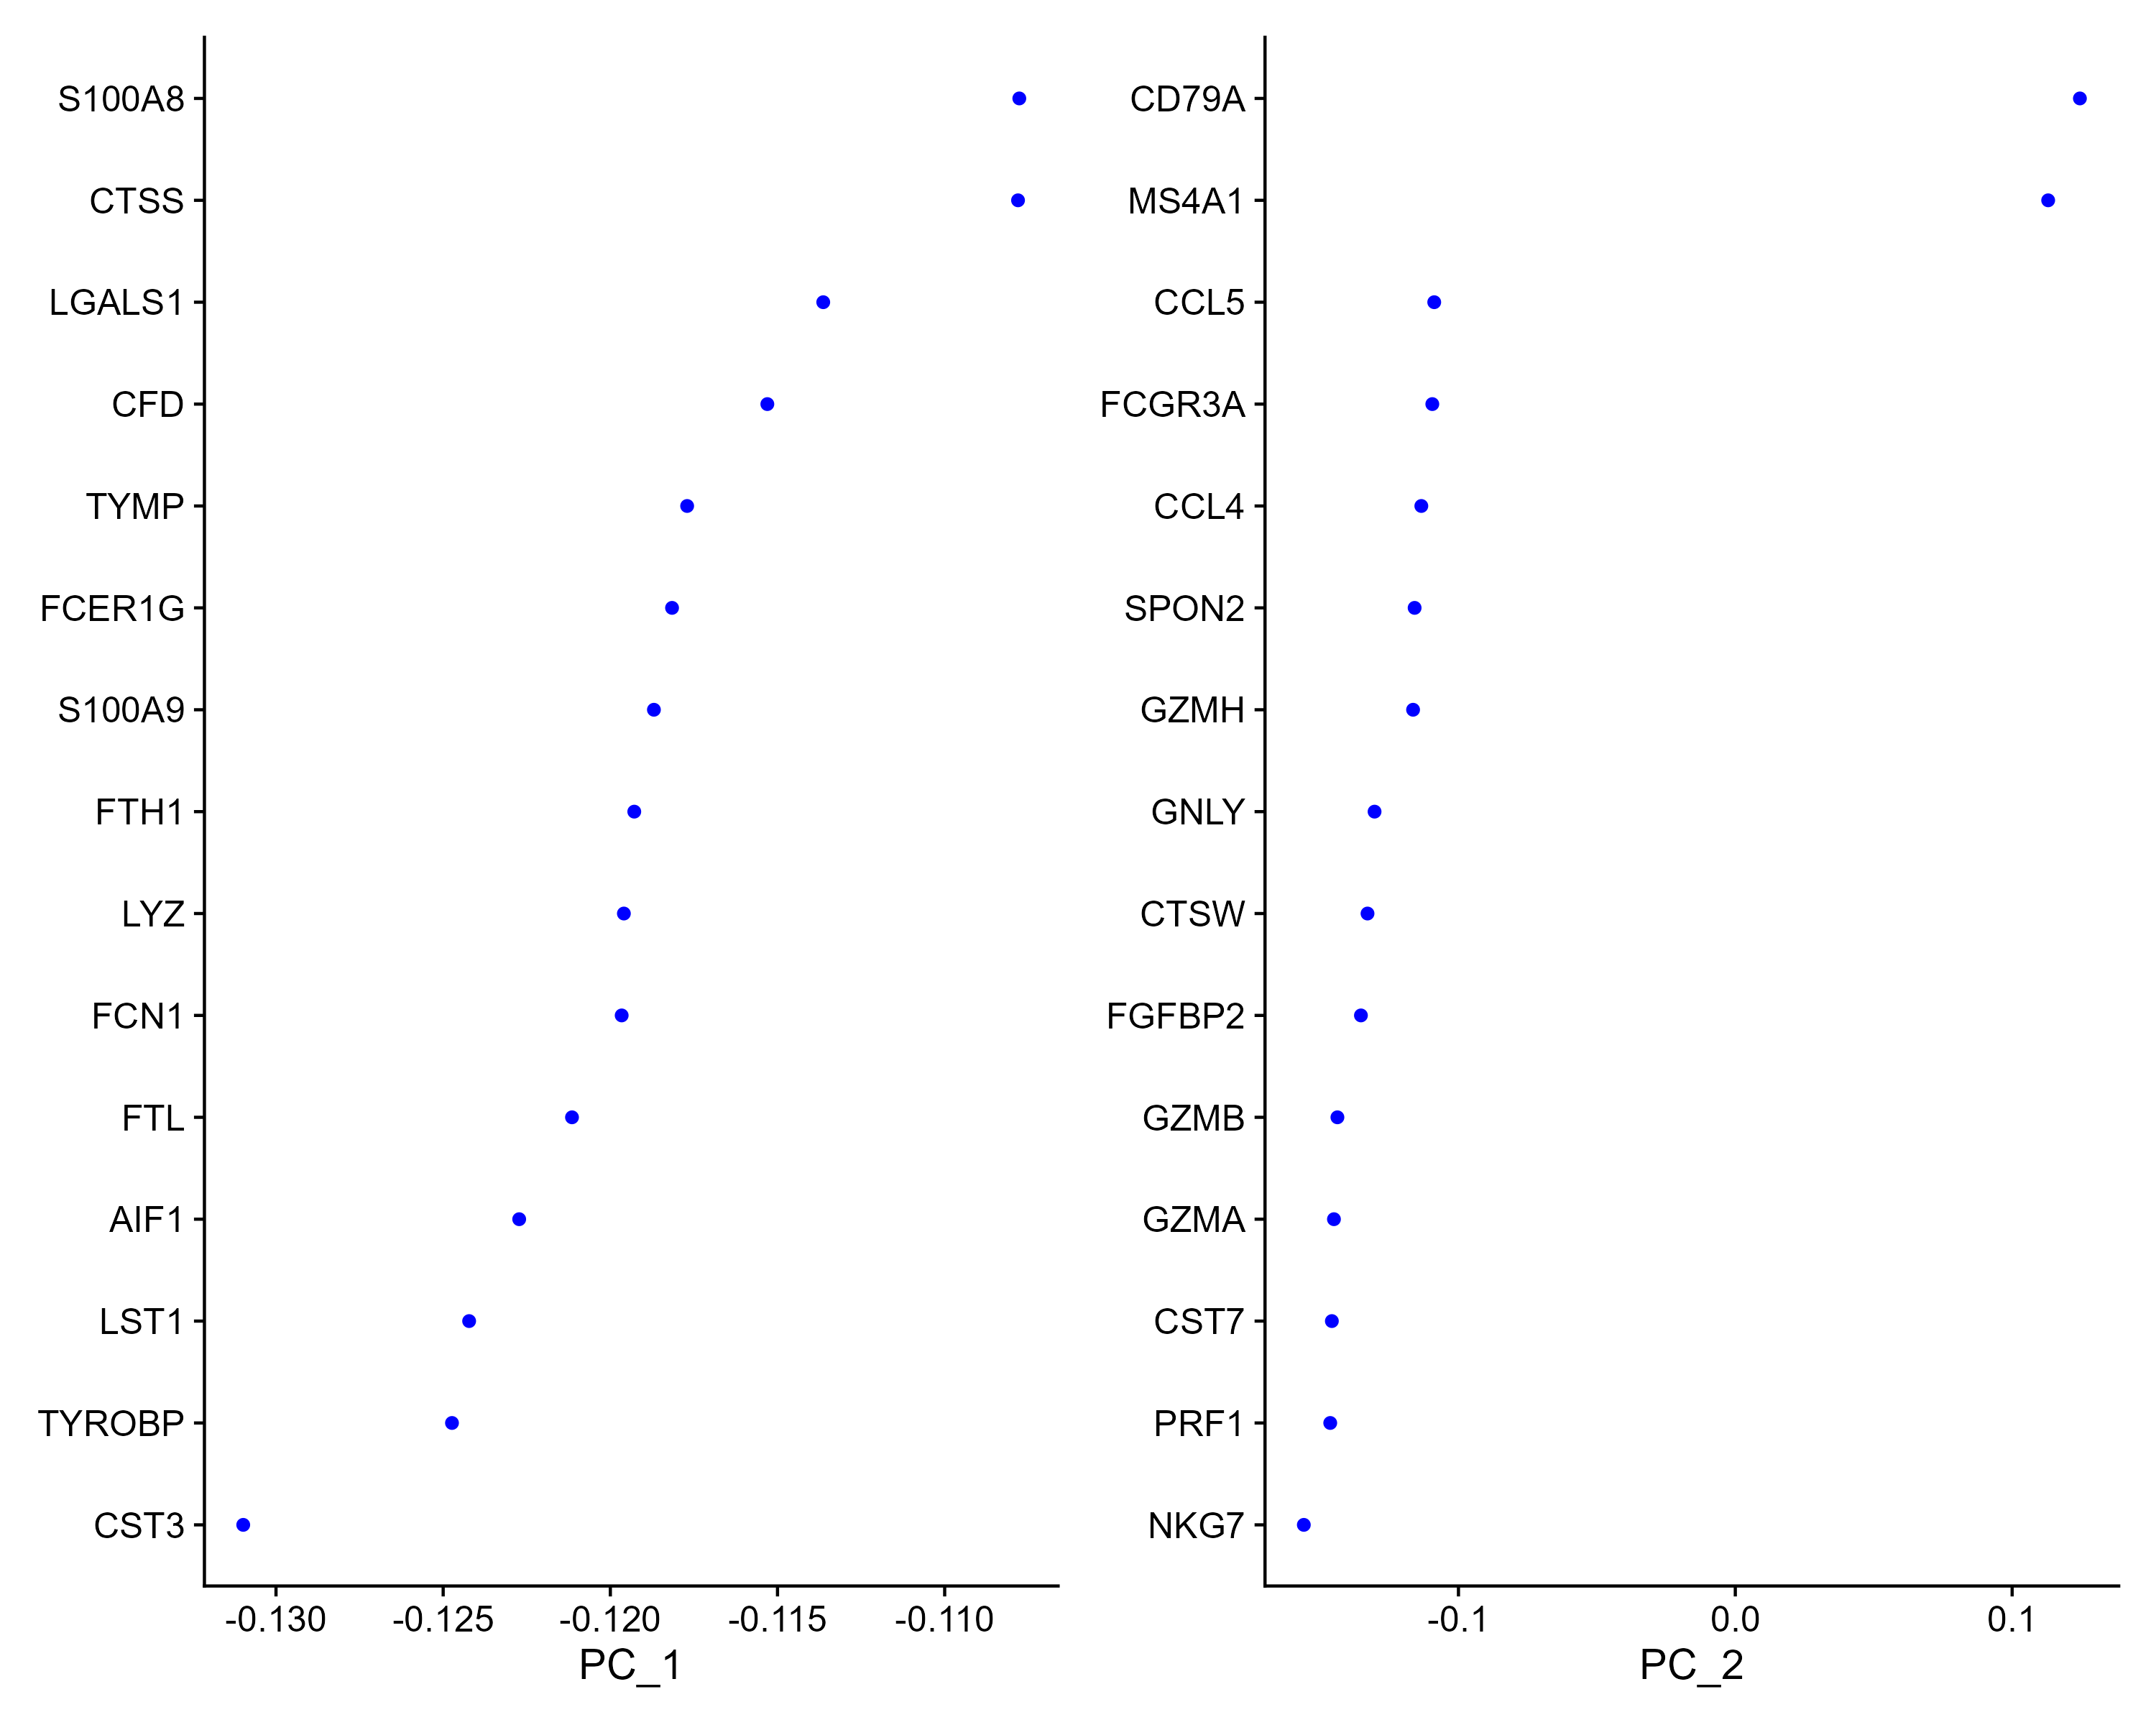 S100A8
CTSS
LGALS1
CFD
TYMP
FCER1G
S100A9
FTH1
LYZ
FCN1
FTL
AIF1
LST1
TYROBP
CST3
-0.130 -0.125 -0.120 -0.115 -0.110
PC_1
CD79A
MS4A1
CCL5
FCGR3A
CCL4
SPON2
GZMH
GNLY
CTSW
FGFBP2
GZMB
GZMA
CST7
PRF1
NKG7
-0.1 0.0 0.1
PC_2